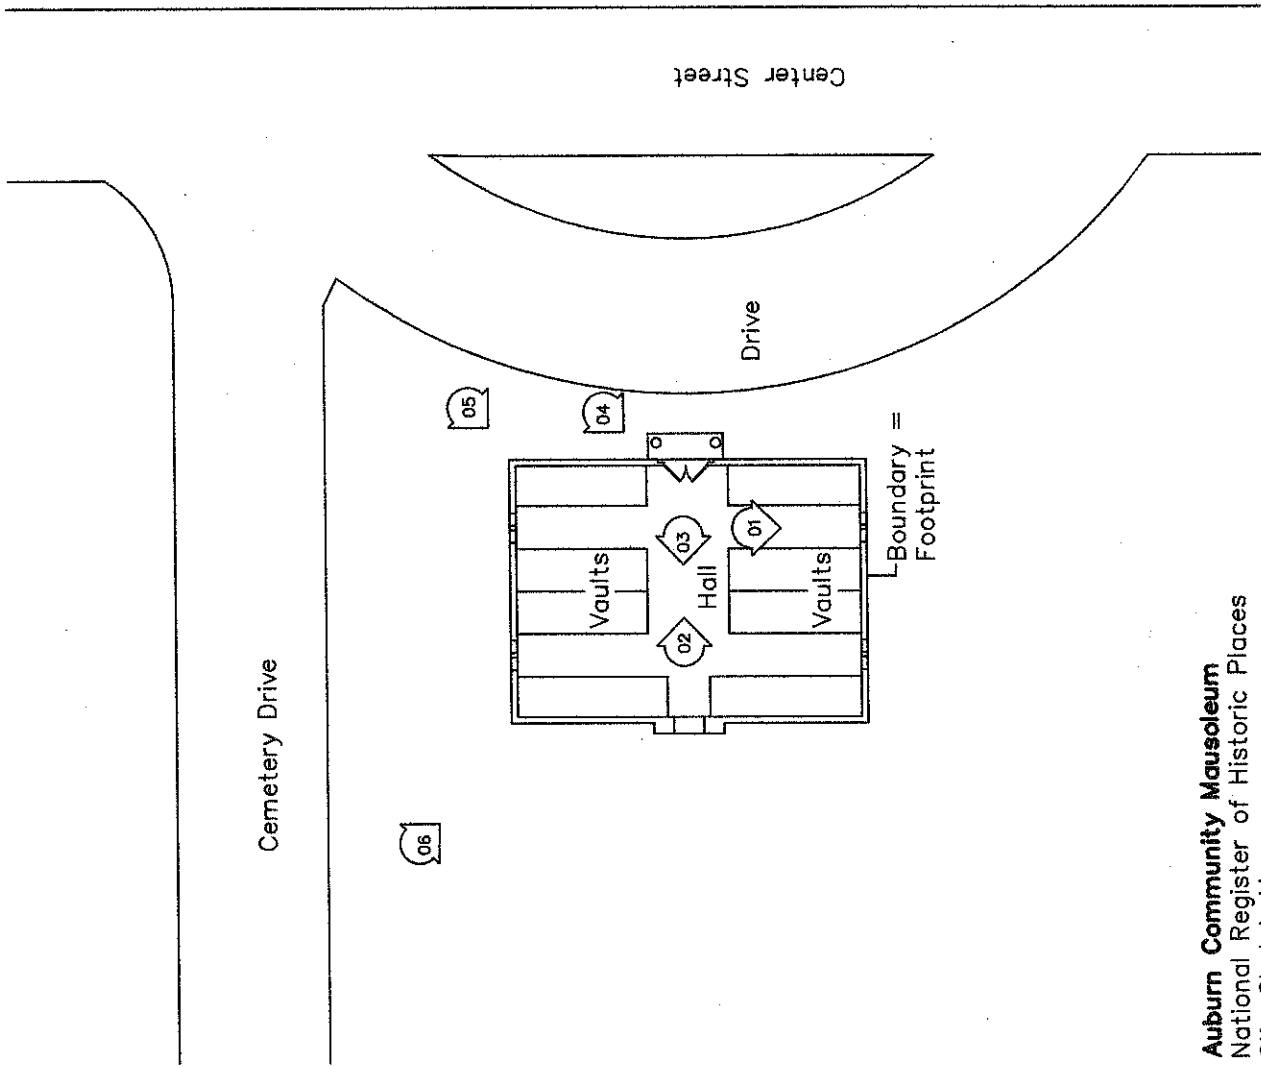 Center Street
Drive
Cemetery Drive
05
04
03
01
02
06
Vaults
Hall
Vaults
Boundary =
Footprint
Auburn Community Mausoleum
National Register of Historic Places